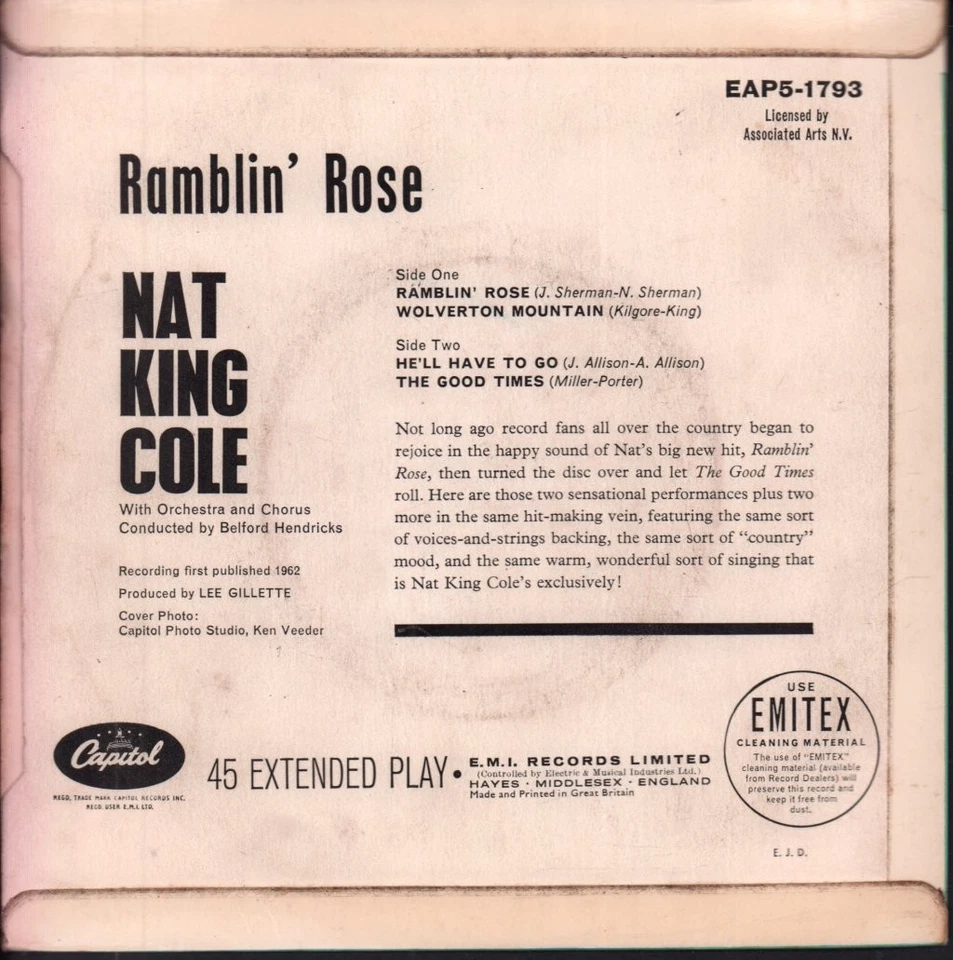 EAP5-1793
Licensed by
Associated Arts N.V.
Ramblin' Rose
NAT
KING
COLE
With Orchestra and Chorus
Conducted by Belford Hendricks
Recording first published 1962
Produced by LEE GILLETTE
Cover Photo:
Capitol Photo Studio, Ken Veeder
Side One
RAMBLIN' ROSE (J. Sherman-N. Sherman)
WOLVERTON MOUNTAIN (Kilgore-King)
Side Two
HE'LL HAVE TO GO (J. Allison-A. Allison)
THE GOOD TIMES (Miller-Porter)
Not long ago record fans all over the country began to
rejoice in the happy sound of Nat's big new hit, Ramblin'
Rose, then turned the disc over and let The Good Times
roll. Here are those two sensational performances plus two
more in the same hit-making vein, featuring the same sort
of voices-and-strings backing, the same sort of "country"
mood, and the same warm, wonderful sort of singing that
is Nat King Cole's exclusively!
Capitol
REGD. TRADE MARK CAPITOL RECORDS INC.
REGD. USER E.M.I. LTD.
45 EXTENDED PLAY •
E.M.I. RECORDS LIMITED
(Controlled by Electric & Musical Industries Ltd.)
HAYES · MIDDLESEX · ENGLAND
Made and Printed in Great Britain
USE
EMITEX
CLEANING MATERIAL
The use of "EMITEX"
cleaning material (available
from Record Dealers) will
preserve this record and
keep it free from
dust.
E. J. D.